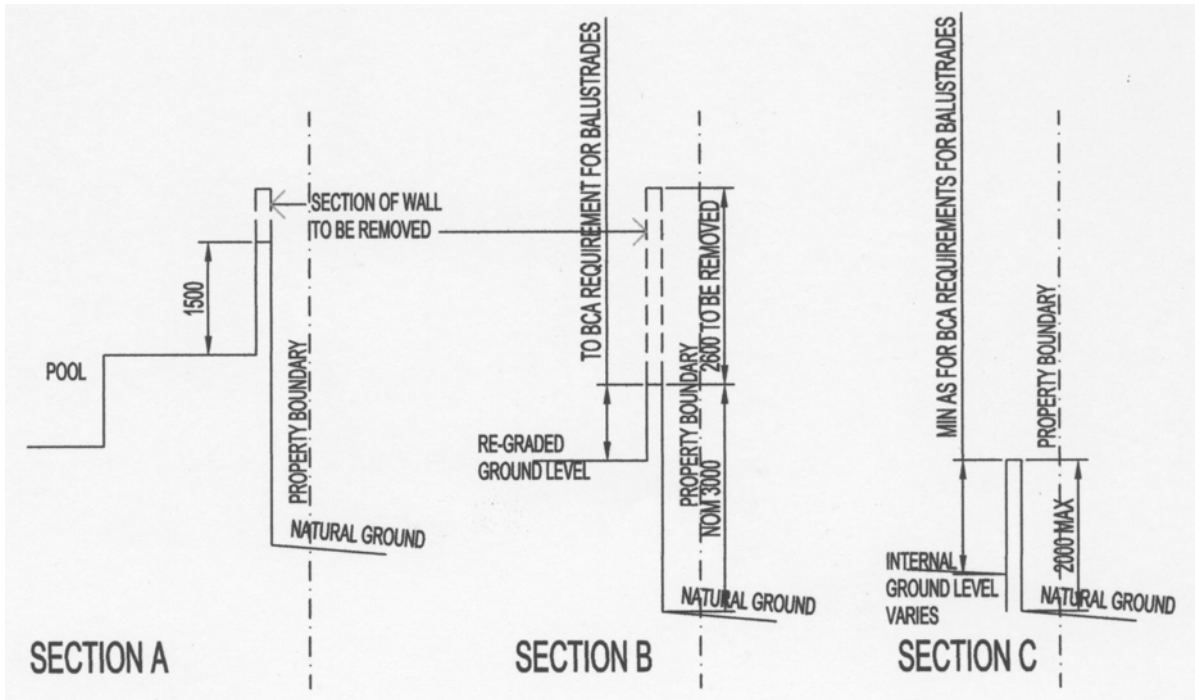 POOL
1500
SECTION OF WALL
TO BE REMOVED
PROPERTY BOUNDARY
NATURAL GROUND
SECTION A
TO BCA REQUIREMENT FOR BALUSTRADES
2600 TO BE REMOVED
PROPERTY BOUNDARY
NOM 3000
RE-GRADED
GROUND LEVEL
NATURAL GROUND
SECTION B
MIN AS FOR BCA REQUIREMENTS FOR BALUSTRADES
PROPERTY BOUNDARY
2000 MAX
INTERNAL
GROUND LEVEL
VARIES
NATURAL GROUND
SECTION C